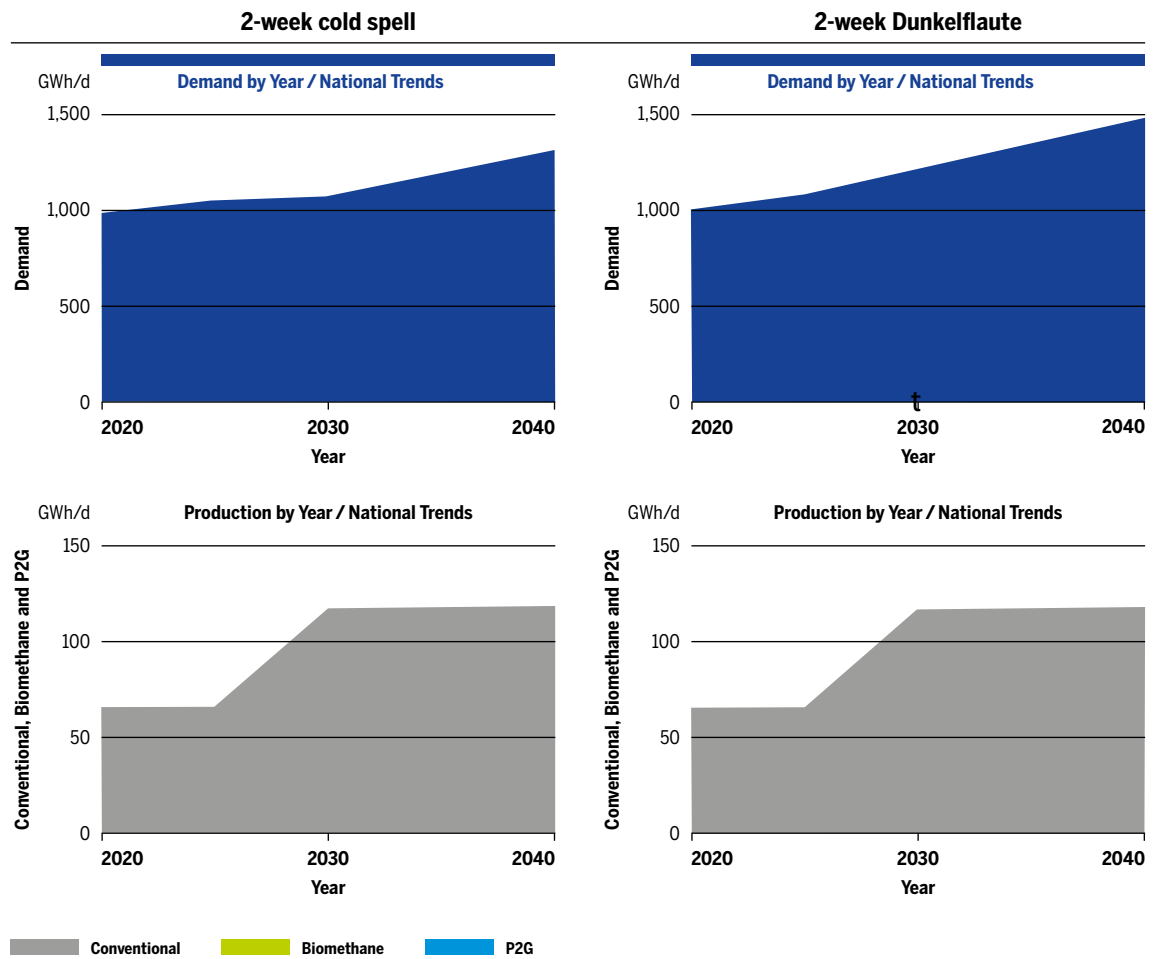 2-week cold spell
2-week Dunkelflaute
GWh/d
Demand by Year / National Trends
1,500
1,000
500
0
Demand
2020
2030
2040
Year
GWh/d
Demand by Year / National Trends
1,500
1,000
500
0
Demand
t
2020
2030
2040
Year
GWh/d
Production by Year / National Trends
150
100
50
0
Conventional, Biomethane and P2G
2020
2030
2040
Year
GWh/d
Production by Year / National Trends
150
100
50
0
Conventional, Biomethane and P2G
2020
2030
2040
Year
Conventional
Biomethane
P2G